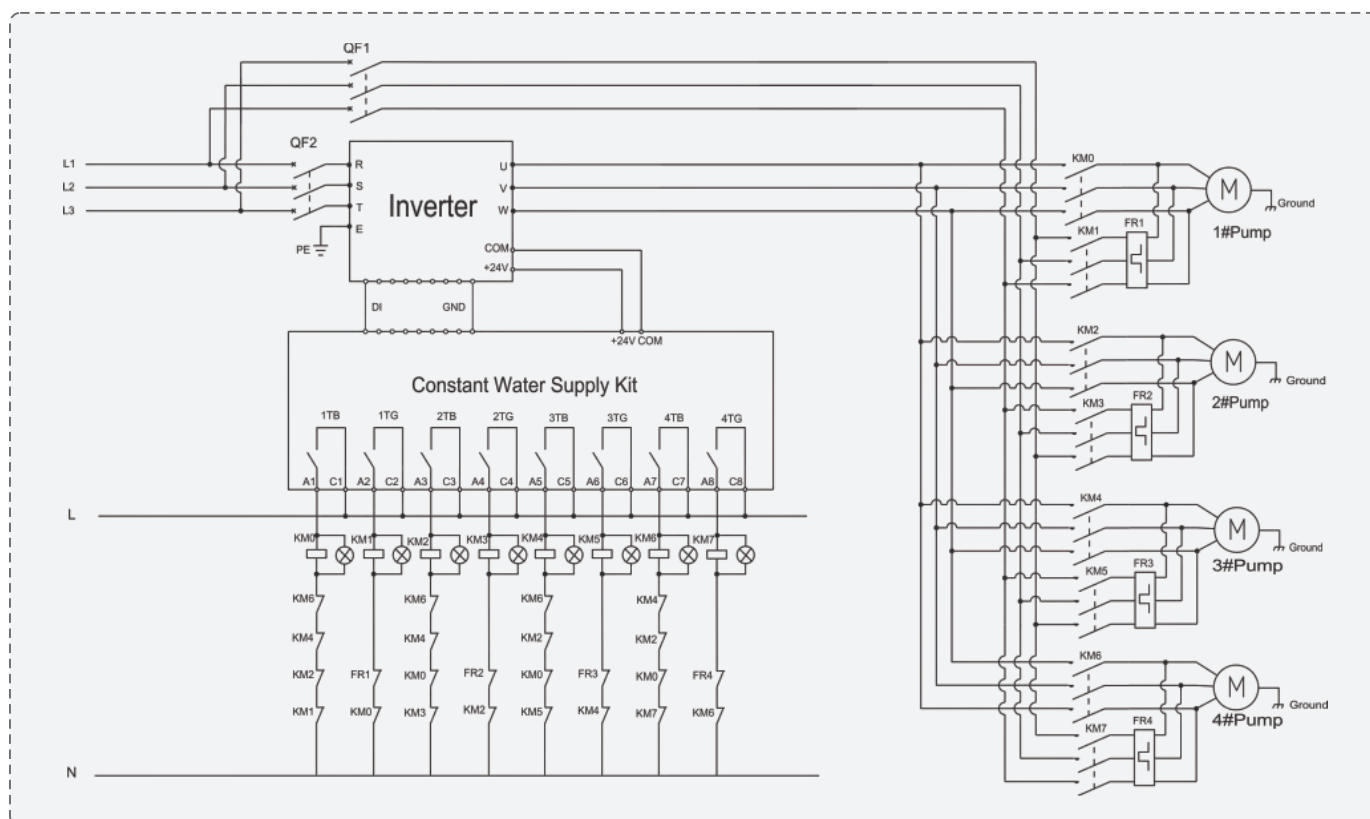 QF1
QF2
L1
L2
L3
R
S
T
E
PE
Inverter
U
V
W
COM
+24V
DI
GND
+24V COM
Constant Water Supply Kit
1TB 1TG 2TB 2TG 3TB 3TG 4TB 4TG
A1 C1 A2 C2 A3 C3 A4 C4 A5 C5 A6 C6 A7 C7 A8 C8
L
KM0 KM1 KM2 KM3 KM4 KM5 KM6 KM7
KM6 KM6 KM6 KM4
KM4 KM4 KM2 KM2
KM2 FR1 KM0 FR2 KM0 FR3 KM0 FR4
KM1 KM0 KM3 KM2 KM5 KM4 KM7 KM6
N
KM0
M
Ground
1#Pump
KM1
FR1
KM2
M
Ground
2#Pump
KM3
FR2
KM4
M
Ground
3#Pump
KM5
FR3
KM6
M
Ground
4#Pump
KM7
FR4